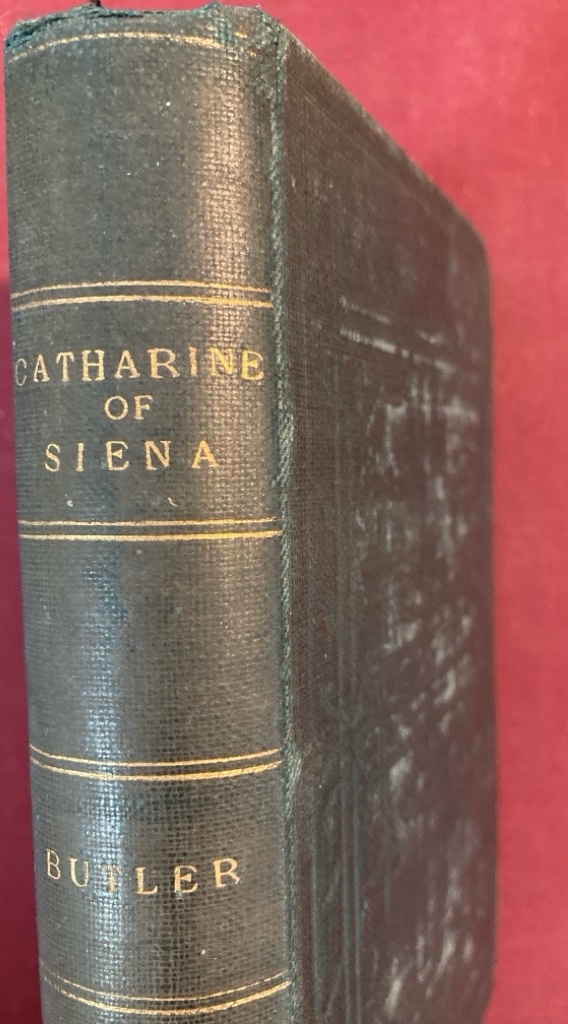 CATHARINE
OF
SIENA
BUTLER